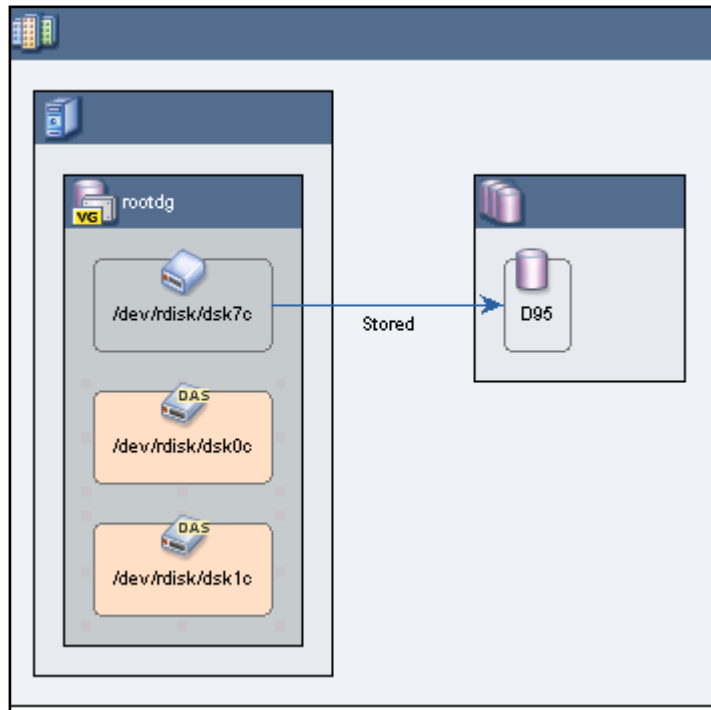 VG rootdg
/dev/rdisk/dsk7c
Stored
D95
DAS
/dev/rdisk/dsk0c
DAS
/dev/rdisk/dsk1c